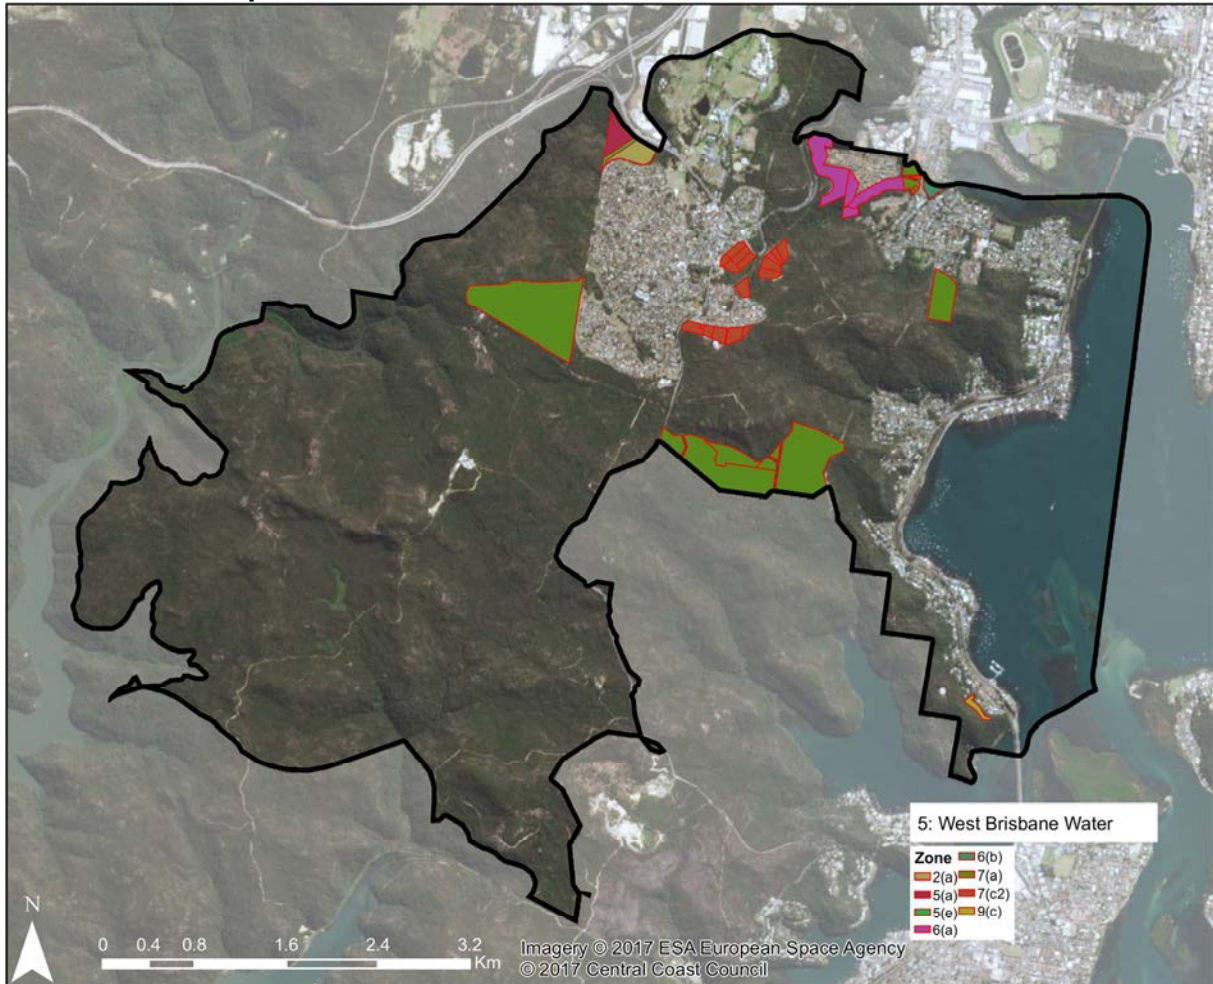 5: West Brisbane Water
Zone
2(a)
5(a)
5(e)
6(a)
6(b)
7(a)
7(c2)
9(c)
N
0 0.4 0.8 1.6 2.4 3.2
Km
Imagery © 2017 ESA European Space Agency
© 2017 Central Coast Council